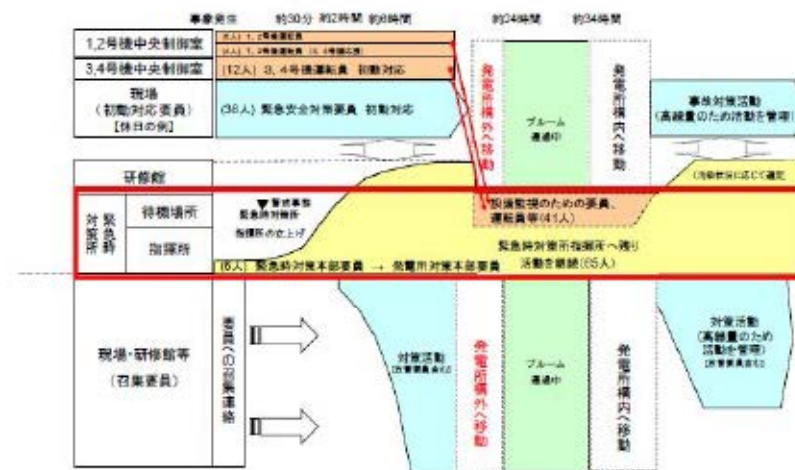 事象発生 約30分 約2時間 約6時間 約24時間 約34時間
1,2号機中央制御室
3,4号機中央制御室
(12人) 3,4号機運転員 初動対応
現場
(初動対応要員)
【休日の例】
(38人) 緊急安全対策要員 初動対応
発電所構外へ移動
プルーム
通過中
発電所構内へ移動
事故対策活動
(高線量のため活動を管理)
研修館
緊急時
対策所
待機場所
指揮所
緊急時対策所
指揮所の立上げ
設備監視のための要員、
運転員等(41人)
緊急時対策所指揮所へ残り
活動を継続(65人)
(6人) 緊急時対策本部要員 → 発電所対策本部要員
現場・研修館等
(召集要員)
要員への召集連絡
対策活動
発電所構外へ移動
プルーム
通過中
発電所構内へ移動
対策活動
(高線量のため
活動を管理)